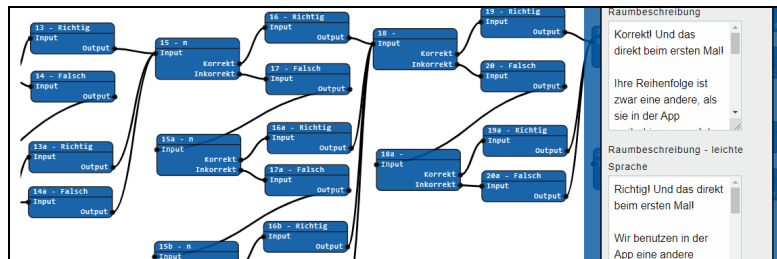 13 - Richtig
Input
Output
14 - Falsch
Input
Output
13a - Richtig
Input
Output
14a - Falsch
Input
Output
15 - n
Input
Korrekt
Inkorrekt
15a - n
Input
Korrekt
Inkorrekt
15b - n
Input
16 - Richtig
Input
Output
17 - Falsch
Input
Output
16a - Richtig
Input
Output
17a - Falsch
Input
Output
16b - Richtig
Input
Output
18 -
Input
Korrekt
Inkorrekt
18a -
Input
Korrekt
Inkorrekt
19 - Richtig
Input
Output
20 - Falsch
Input
Output
19a - Richtig
Input
Output
20a - Falsch
Input
Output
Raumbeschreibung
Korrekt! Und das
direkt beim ersten Mal!
Ihre Reihenfolge ist
zwar eine andere, als
sie in der App
Raumbeschreibung - leichte
Sprache
Richtig! Und das direkt
beim ersten Mal!
Wir benutzen in der
App eine andere